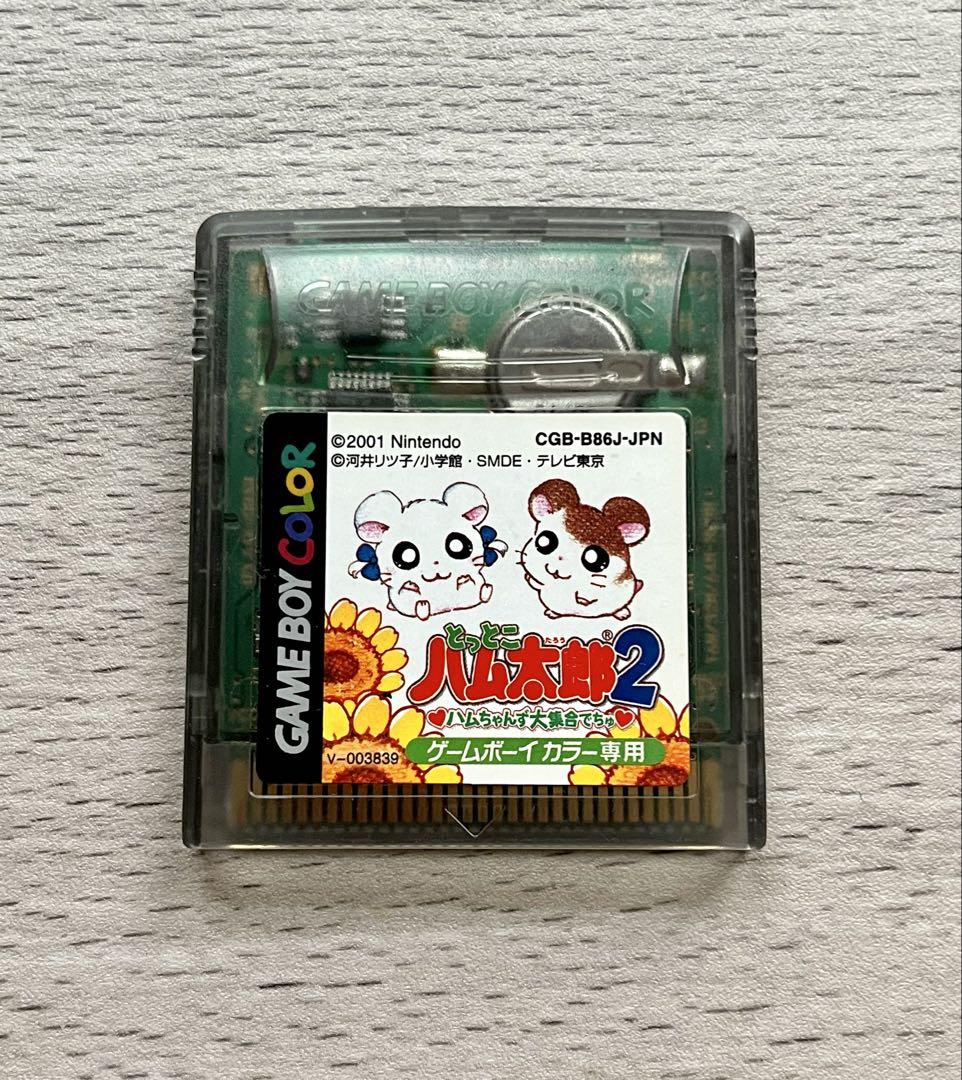 GAME BOY COLOR
©2001 Nintendo CGB-B86J-JPN
©河井リツ子/小学館・SMDE・テレビ東京
GAME BOY COLOR
とっとこ
ハム太郎®2
たろう
♥ハムちゃんず大集合でちゅ♥
ゲームボーイカラー専用
V-003839